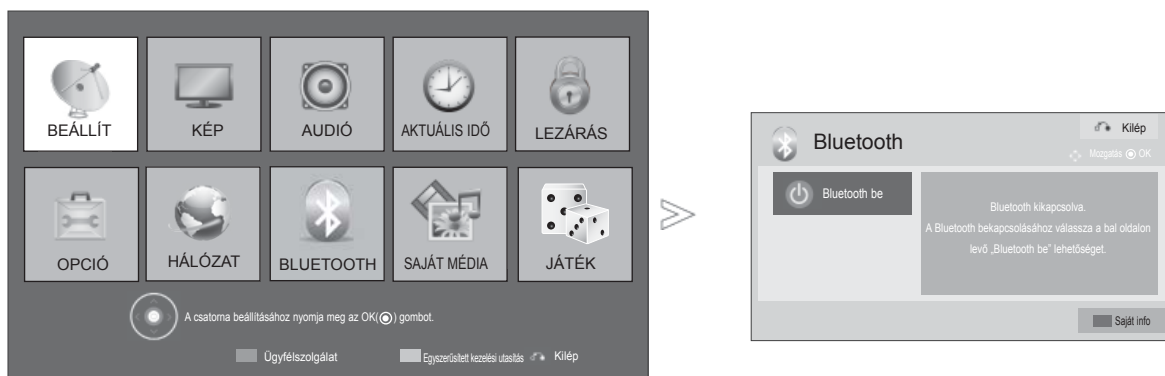 BEÁLLÍT
KÉP
AUDIÓ
AKTUÁLIS IDŐ
LEZÁRÁS
OPCIÓ
HÁLÓZAT
BLUETOOTH
SAJÁT MÉDIA
JÁTÉK
A csatorna beállításához nyomja meg az OK(◉) gombot.
Ügyfélszolgálat
Egyszerűsített kezelési utasítás
Kilép
Bluetooth
Kilép
Mozgatás ◉ OK
Bluetooth be
Bluetooth kikapcsolva.
A Bluetooth bekapcsolásához válassza a bal oldalon
levő „Bluetooth be” lehetőséget.
Saját info